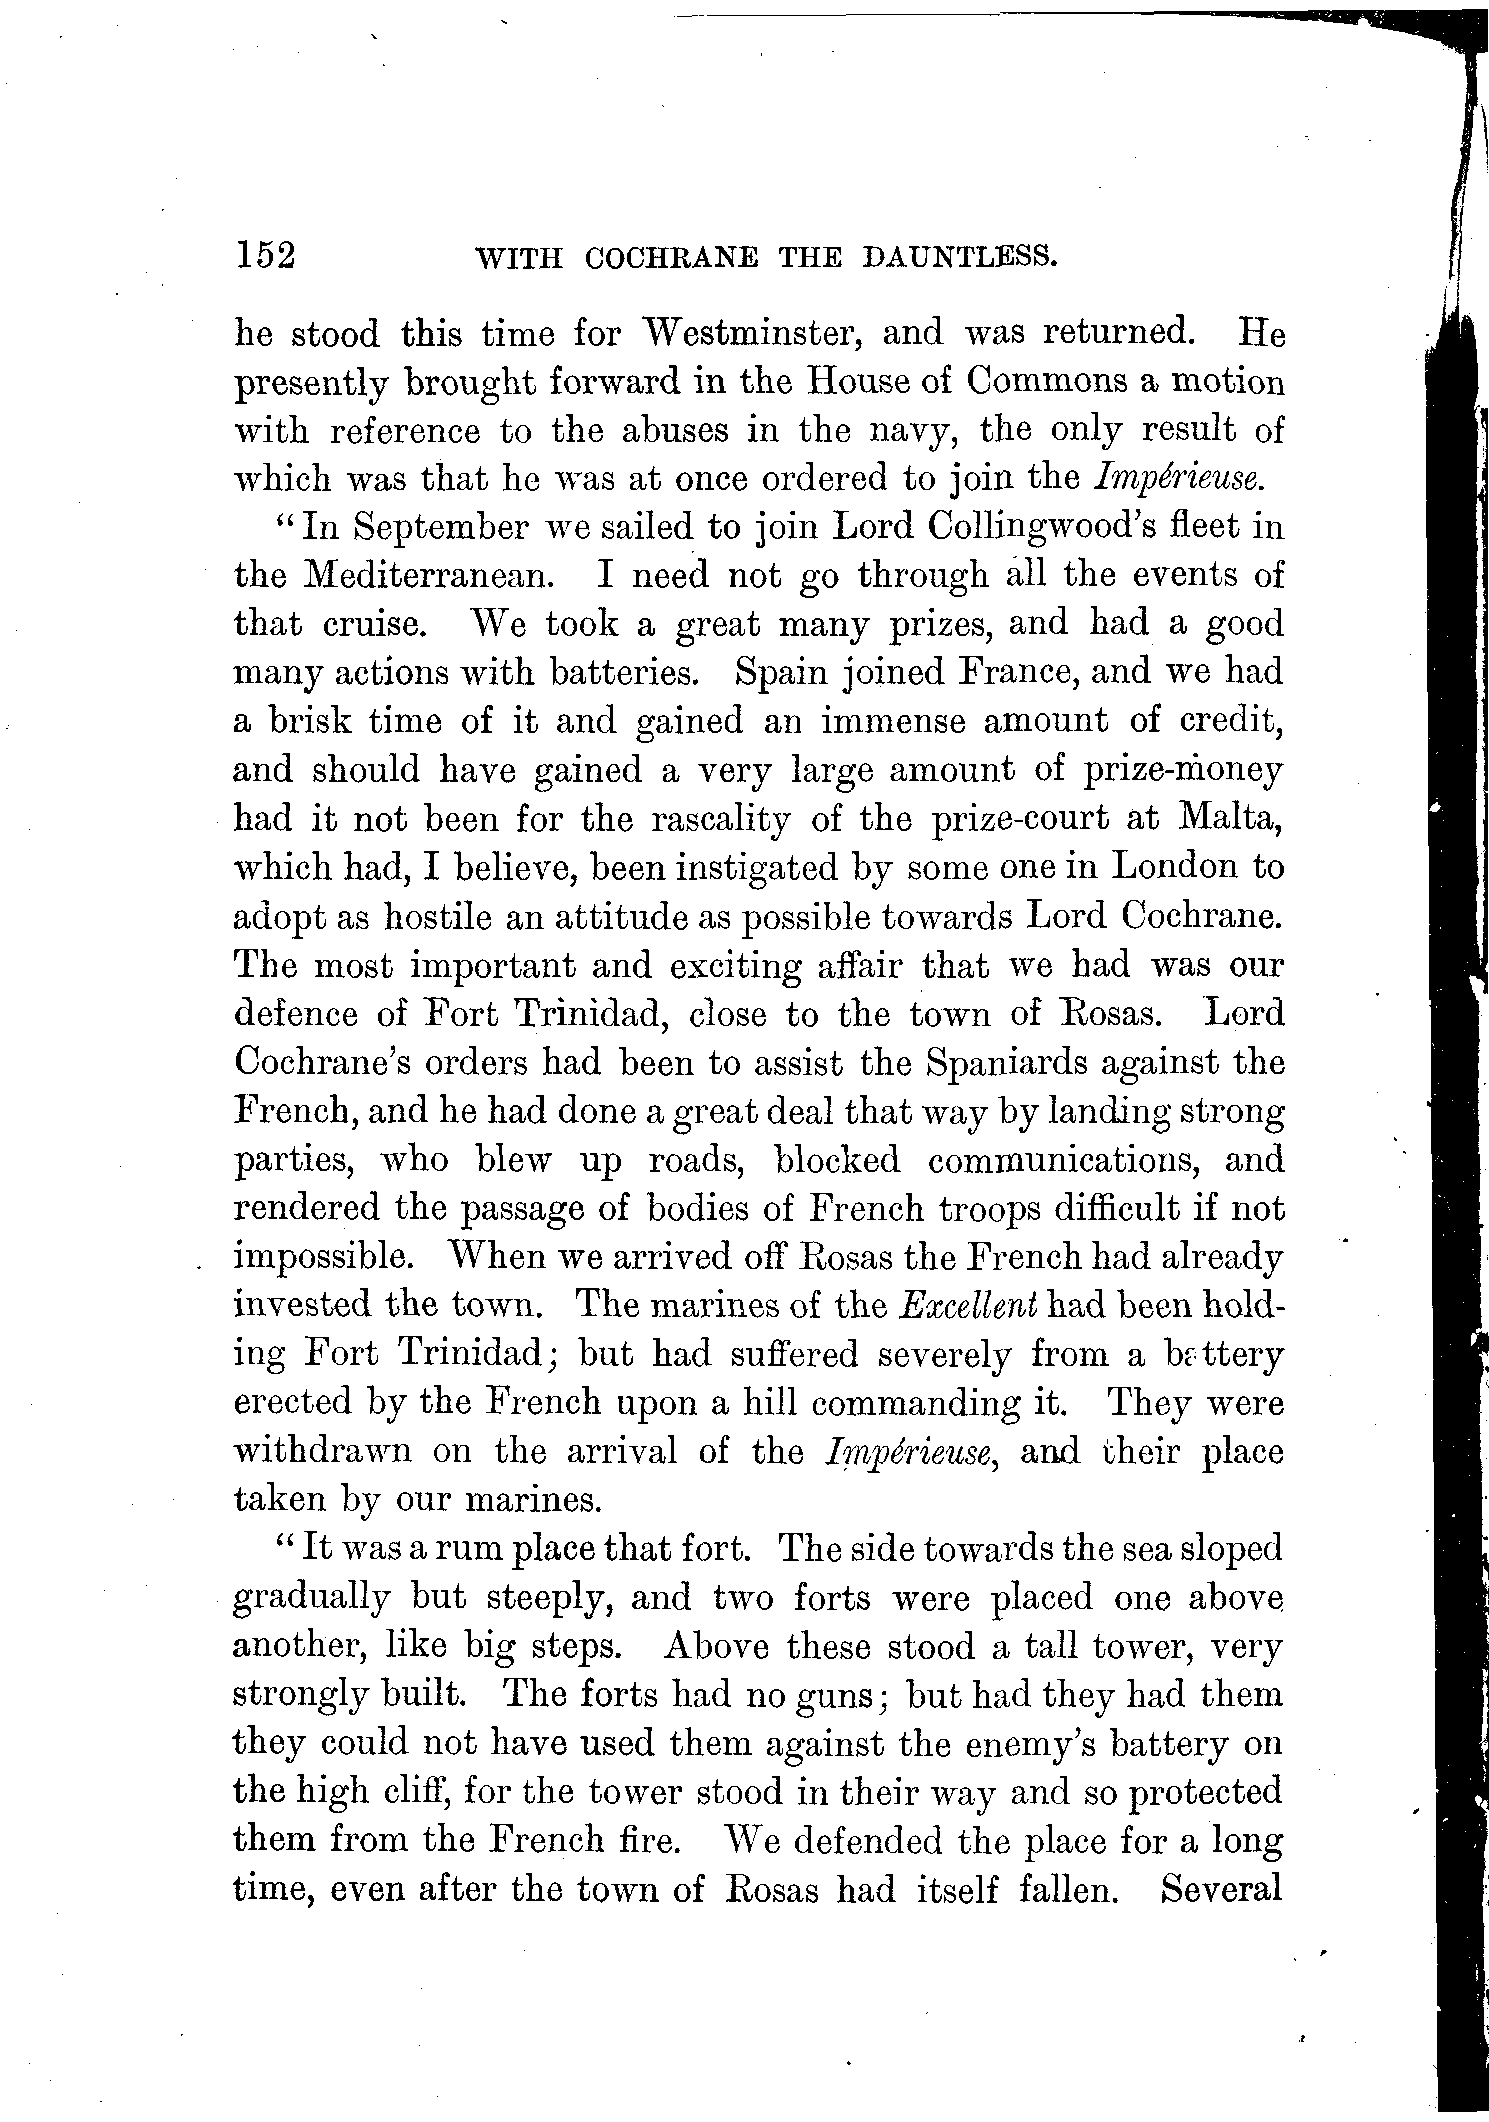 152 WITH COCHRANE THE DAUNTLESS.
he stood this time for Westminster, and was returned. He
presently brought forward in the House of Commons a motion
with reference to the abuses in the navy, the only result of
which was that he was at once ordered to join the Impérieuse.
"In September we sailed to join Lord Collingwood's fleet in
the Mediterranean. I need not go through all the events of
that cruise. We took a great many prizes, and had a good
many actions with batteries. Spain joined France, and we had
a brisk time of it and gained an immense amount of credit,
and should have gained a very large amount of prize-money
had it not been for the rascality of the prize-court at Malta,
which had, I believe, been instigated by some one in London to
adopt as hostile an attitude as possible towards Lord Cochrane.
The most important and exciting affair that we had was our
defence of Fort Trinidad, close to the town of Rosas. Lord
Cochrane's orders had been to assist the Spaniards against the
French, and he had done a great deal that way by landing strong
parties, who blew up roads, blocked communications, and
rendered the passage of bodies of French troops difficult if not
impossible. When we arrived off Rosas the French had already
invested the town. The marines of the Excellent had been hold-
ing Fort Trinidad; but had suffered severely from a battery
erected by the French upon a hill commanding it. They were
withdrawn on the arrival of the Impérieuse, and their place
taken by our marines.
"It was a rum place that fort. The side towards the sea sloped
gradually but steeply, and two forts were placed one above
another, like big steps. Above these stood a tall tower, very
strongly built. The forts had no guns; but had they had them
they could not have used them against the enemy's battery on
the high cliff, for the tower stood in their way and so protected
them from the French fire. We defended the place for a long
time, even after the town of Rosas had itself fallen. Several